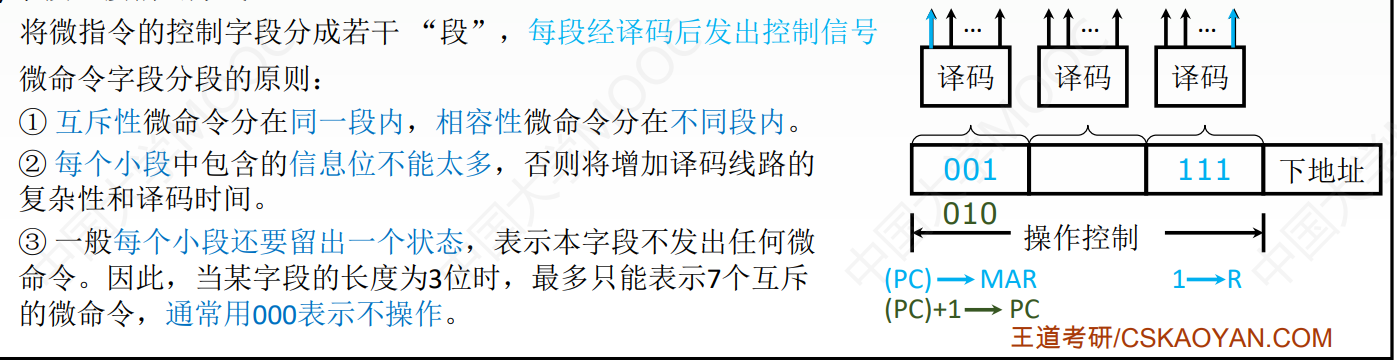 将微指令的控制字段分成若干 “段”，每段经译码后发出控制信号
微命令字段分段的原则：
① 互斥性微命令分在同一段内，相容性微命令分在不同段内。
② 每个小段中包含的信息位不能太多，否则将增加译码线路的
复杂性和译码时间。
③ 一般每个小段还要留出一个状态，表示本字段不发出任何微
命令。因此，当某字段的长度为3位时，最多只能表示7个互斥
的微命令，通常用000表示不操作。
... ... ...
译码 译码 译码
001 111 下地址
010
操作控制
(PC)→MAR 1→R
(PC)+1→ PC
王道考研/CSKAOYAN.COM
中国大学MOOC